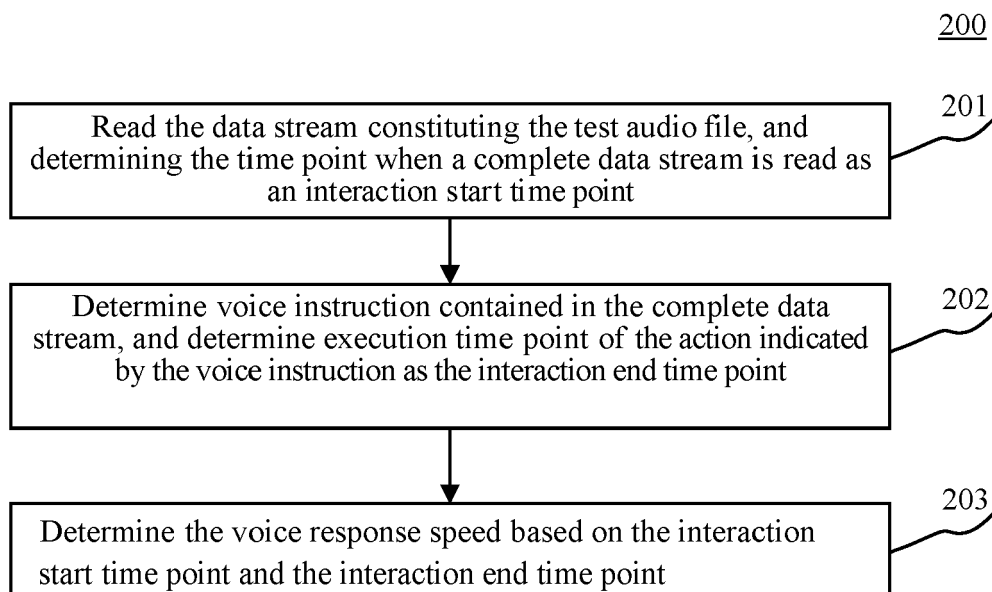 200
201
Read the data stream constituting the test audio file, and
determining the time point when a complete data stream is read as
an interaction start time point
202
Determine voice instruction contained in the complete data
stream, and determine execution time point of the action indicated
by the voice instruction as the interaction end time point
203
Determine the voice response speed based on the interaction
start time point and the interaction end time point